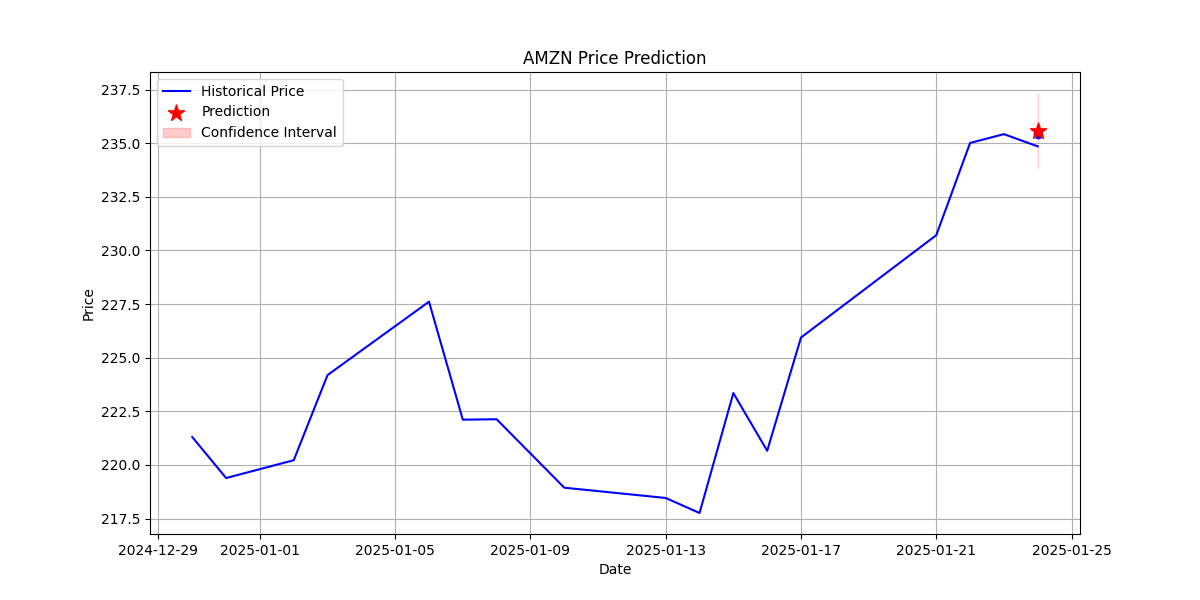 AMZN Price Prediction
Historical Price
Prediction
Confidence Interval
237.5
235.0
232.5
230.0
227.5
225.0
222.5
220.0
217.5
Price
2024-12-29 2025-01-01 2025-01-05 2025-01-09 2025-01-13 2025-01-17 2025-01-21 2025-01-25
Date